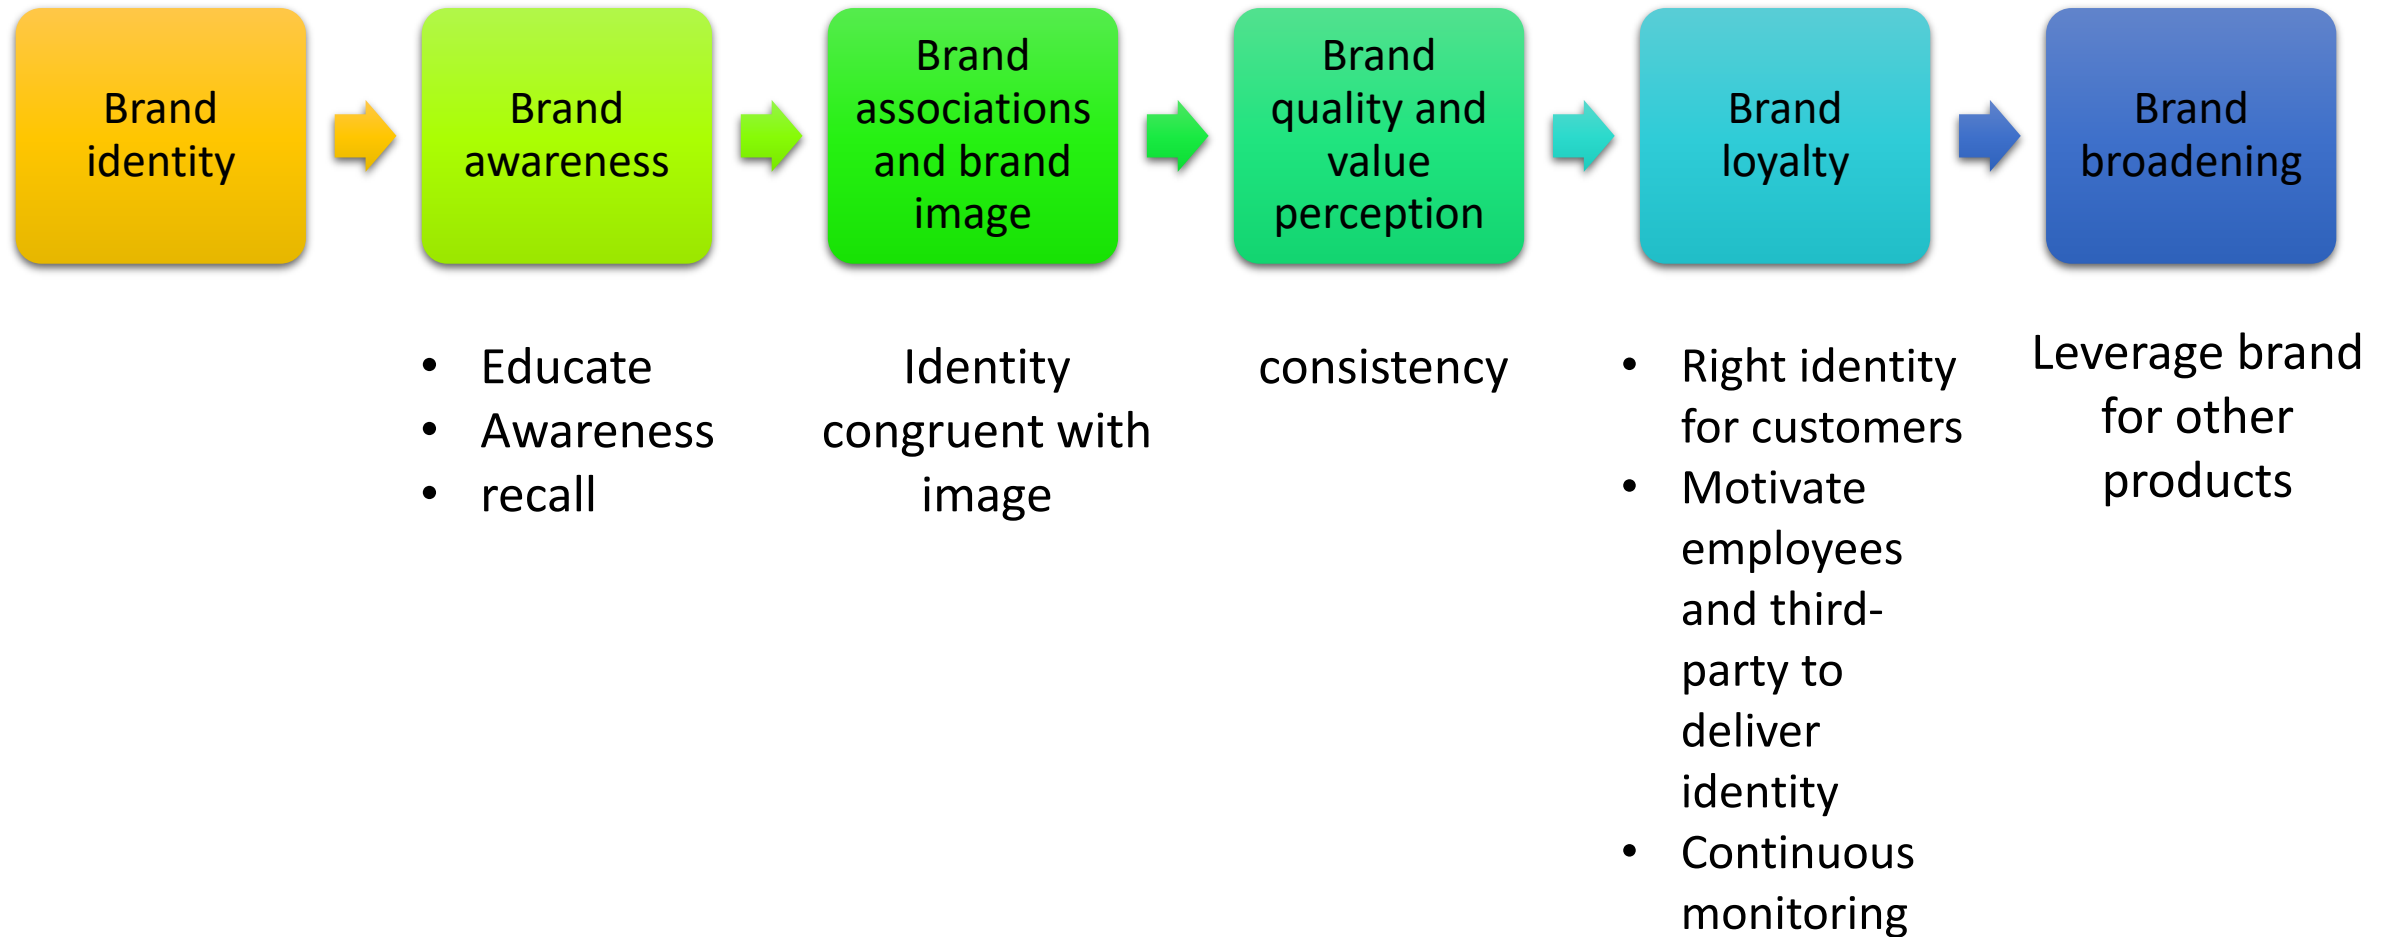 Brand
identity
Brand
awareness
Brand
associations
and brand
image
Brand
quality and
value
perception
Brand
loyalty
Brand
broadening
• Educate
• Awareness
• recall
Identity
congruent with
image
consistency
• Right identity
for customers
• Motivate
employees
and third-
party to
deliver
identity
• Continuous
monitoring
Leverage brand
for other
products